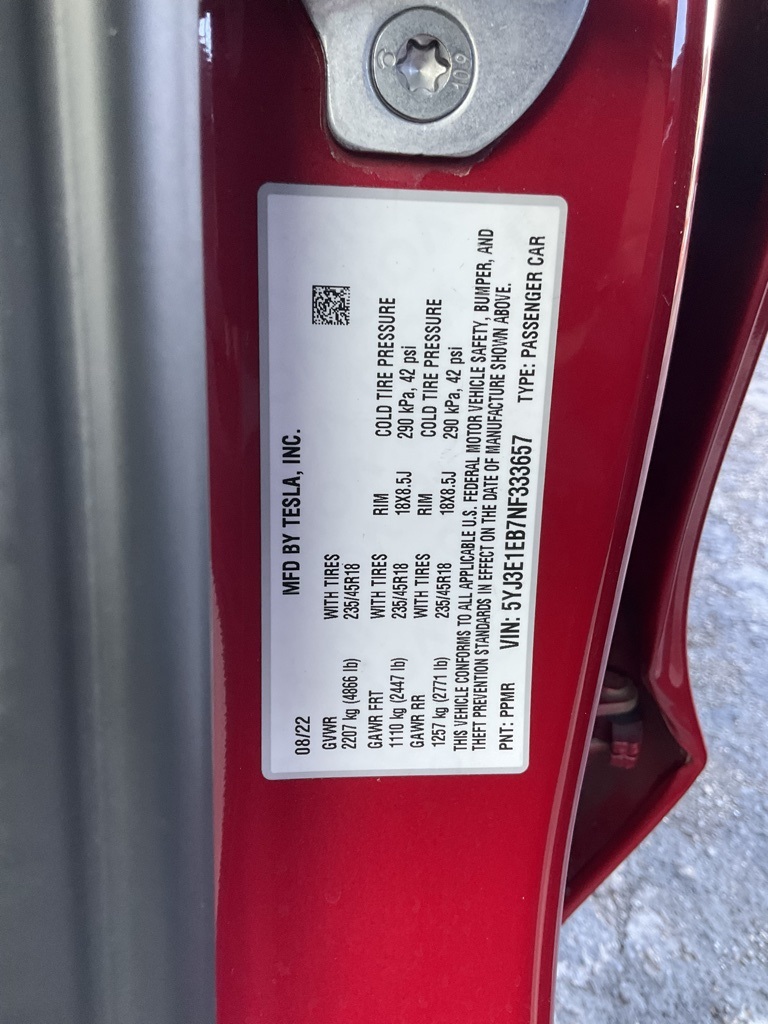 MFD BY TESLA, INC.
08/22
GVWR WITH TIRES
2207 kg (4866 lb) 235/45R18
GAWR FRT WITH TIRES RIM COLD TIRE PRESSURE
1110 kg (2447 lb) 235/45R18 18X8.5J 290 kPa, 42 psi
GAWR RR WITH TIRES RIM COLD TIRE PRESSURE
1257 kg (2771 lb) 235/45R18 18X8.5J 290 kPa, 42 psi
THIS VEHICLE CONFORMS TO ALL APPLICABLE U.S. FEDERAL MOTOR VEHICLE SAFETY, BUMPER, AND
THEFT PREVENTION STANDARDS IN EFFECT ON THE DATE OF MANUFACTURE SHOWN ABOVE.
PNT: PPMR VIN: 5YJ3E1EB7NF333657 TYPE: PASSENGER CAR